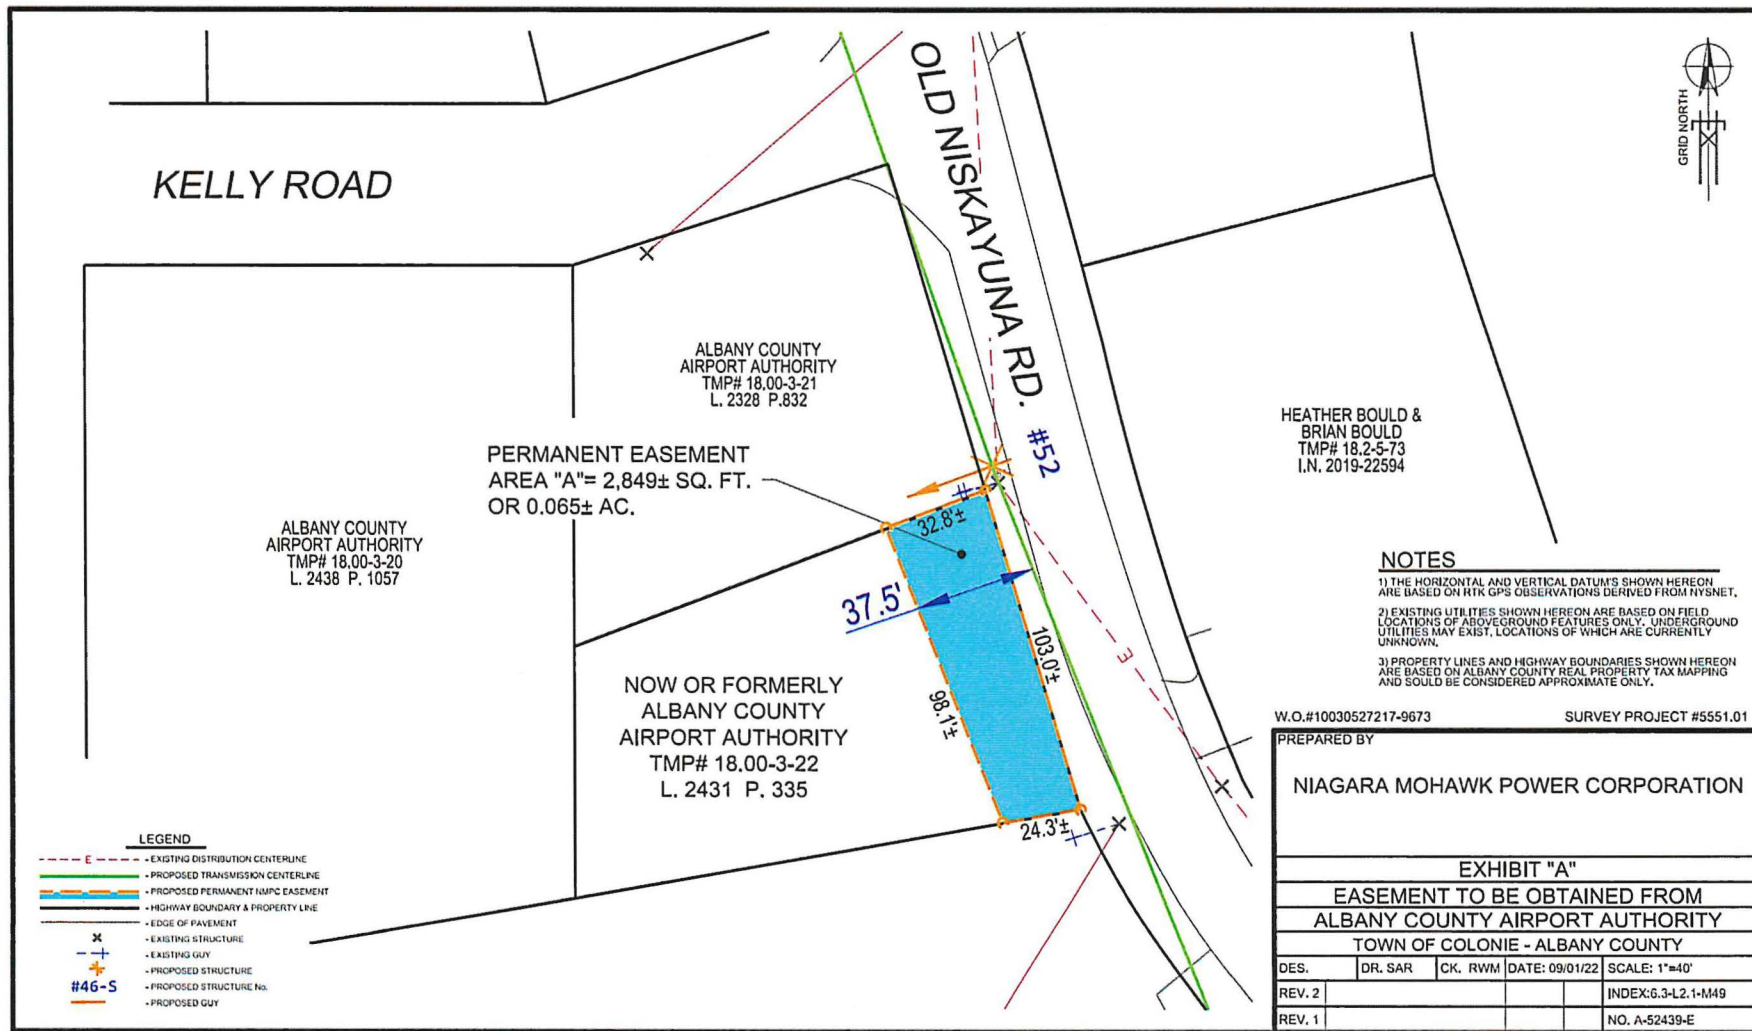 KELLY ROAD
OLD NISKAYUNA RD.
#52
GRID NORTH
ALBANY COUNTY
AIRPORT AUTHORITY
TMP# 18.00-3-21
L. 2328 P.832
PERMANENT EASEMENT
AREA "A"= 2,849± SQ. FT.
OR 0.065± AC.
ALBANY COUNTY
AIRPORT AUTHORITY
TMP# 18.00-3-20
L. 2438 P. 1057
HEATHER BOULD &
BRIAN BOULD
TMP# 18.2-5-73
I.N. 2019-22594
32.8'±
37.5'
103.0'±
98.1'±
24.3'±
E
NOW OR FORMERLY
ALBANY COUNTY
AIRPORT AUTHORITY
TMP# 18.00-3-22
L. 2431 P. 335
NOTES
1) THE HORIZONTAL AND VERTICAL DATUM'S SHOWN HEREON
ARE BASED ON RTK GPS OBSERVATIONS DERIVED FROM NYSNET.
2) EXISTING UTILITIES SHOWN HEREON ARE BASED ON FIELD
LOCATIONS OF ABOVEGROUND FEATURES ONLY. UNDERGROUND
UTILITIES MAY EXIST, LOCATIONS OF WHICH ARE CURRENTLY
UNKNOWN.
3) PROPERTY LINES AND HIGHWAY BOUNDARIES SHOWN HEREON
ARE BASED ON ALBANY COUNTY REAL PROPERTY TAX MAPPING
AND SOULD BE CONSIDERED APPROXIMATE ONLY.
W.O.#10030527217-9673 SURVEY PROJECT #5551.01
PREPARED BY
NIAGARA MOHAWK POWER CORPORATION
EXHIBIT "A"
EASEMENT TO BE OBTAINED FROM
ALBANY COUNTY AIRPORT AUTHORITY
TOWN OF COLONIE - ALBANY COUNTY
DES. DR. SAR CK. RWM DATE: 09/01/22 SCALE: 1"=40'
REV. 2 INDEX:6.3-L2.1-M49
REV. 1 NO. A-52439-E
LEGEND
E - EXISTING DISTRIBUTION CENTERLINE
- PROPOSED TRANSMISSION CENTERLINE
- PROPOSED PERMANENT NMPC EASEMENT
- HIGHWAY BOUNDARY & PROPERTY LINE
- EDGE OF PAVEMENT
- EXISTING STRUCTURE
- EXISTING GUY
- PROPOSED STRUCTURE
#46-S - PROPOSED STRUCTURE No.
- PROPOSED GUY